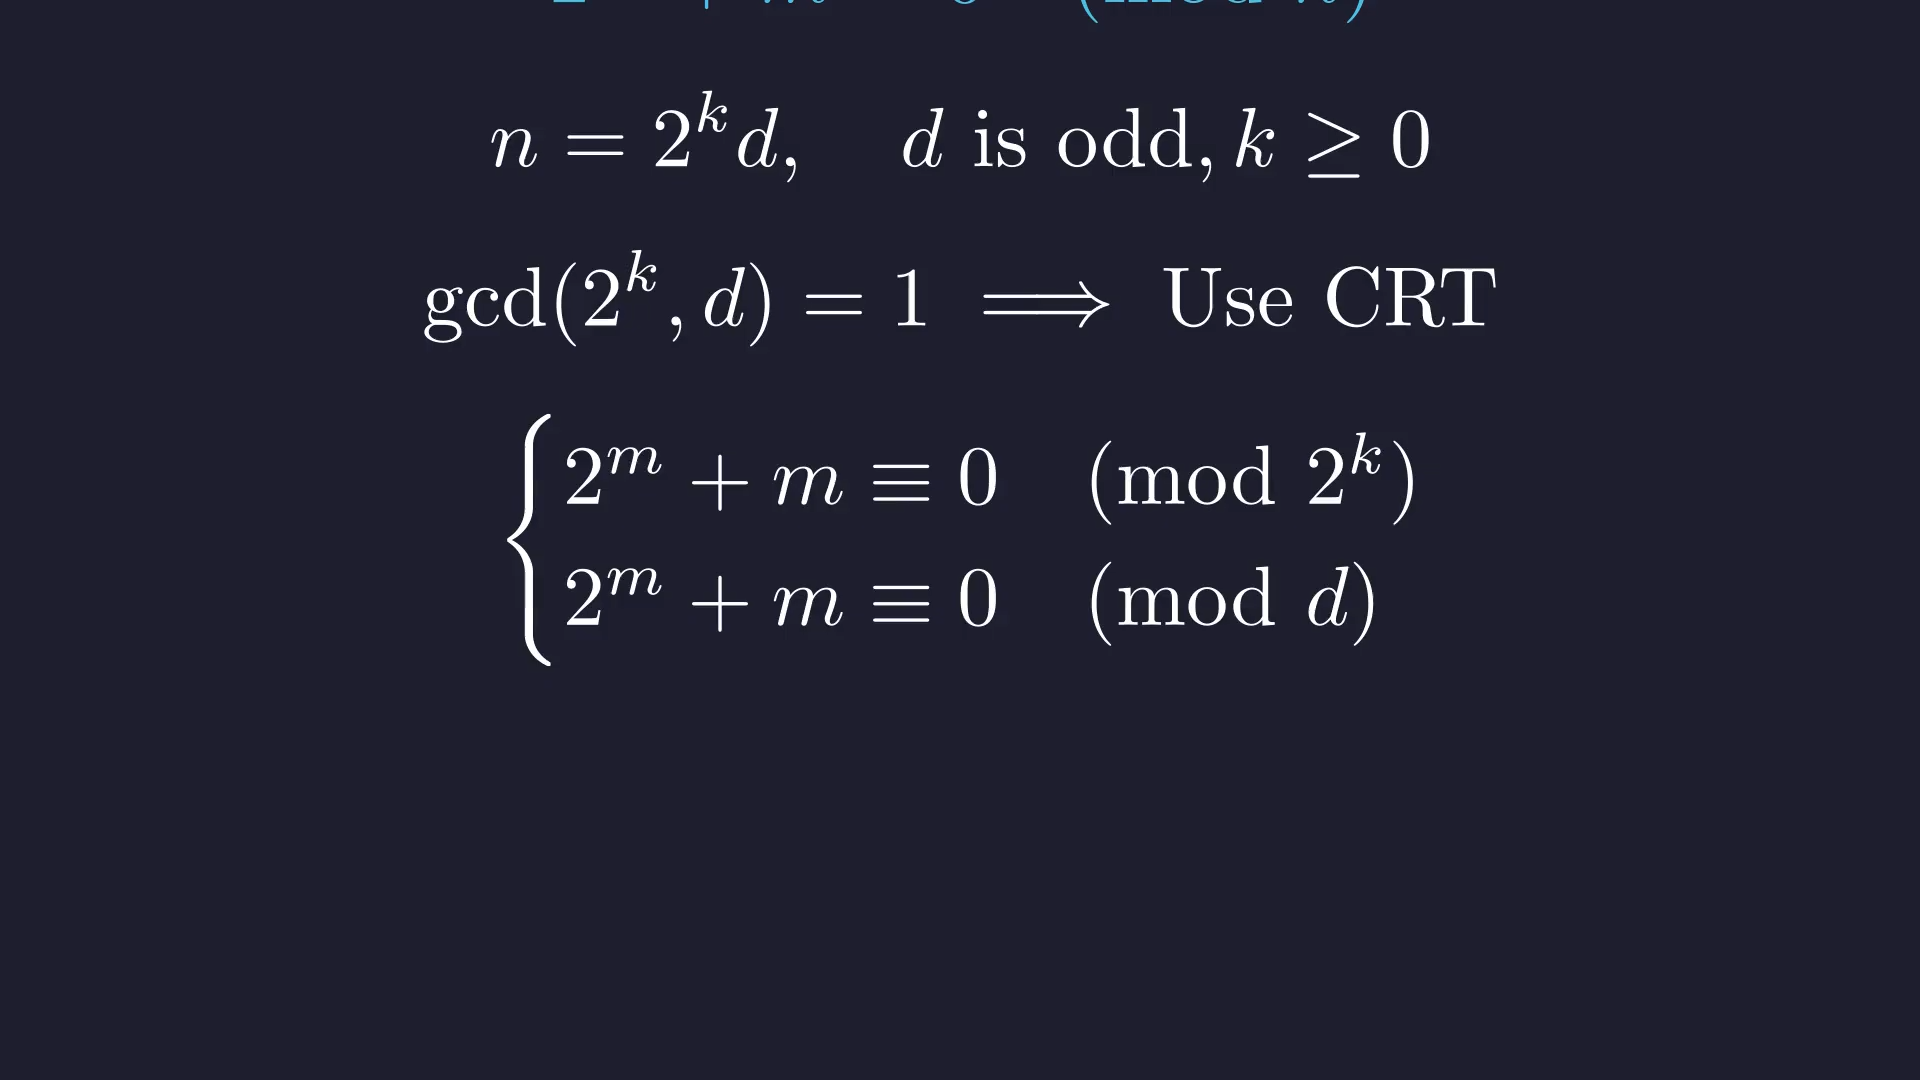 n = 2^k d, d is odd, k ≥ 0
gcd(2^k, d) = 1 ⟹ Use CRT
2^m + m ≡ 0 (mod 2^k)
2^m + m ≡ 0 (mod d)